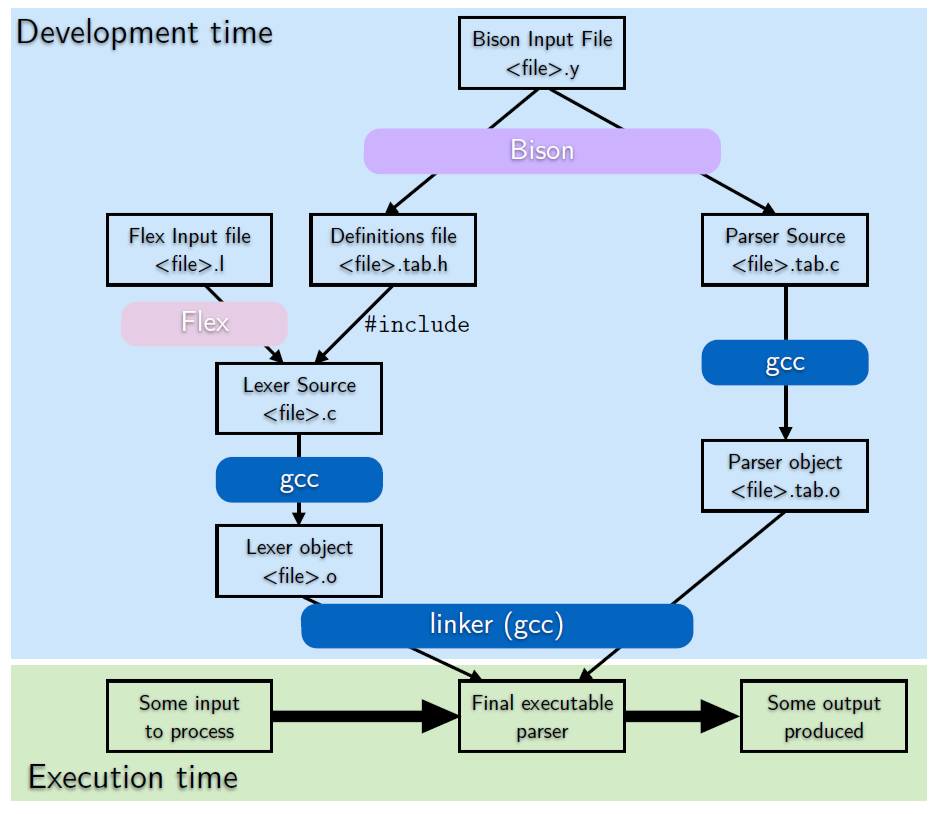 Development time
Bison Input File
<file>.y
Bison
Flex Input file
<file>.l
Definitions file
<file>.tab.h
Parser Source
<file>.tab.c
Flex
#include
gcc
Lexer Source
<file>.c
gcc
Parser object
<file>.tab.o
Lexer object
<file>.o
linker (gcc)
Some input
to process
Final executable
parser
Some output
produced
Execution time